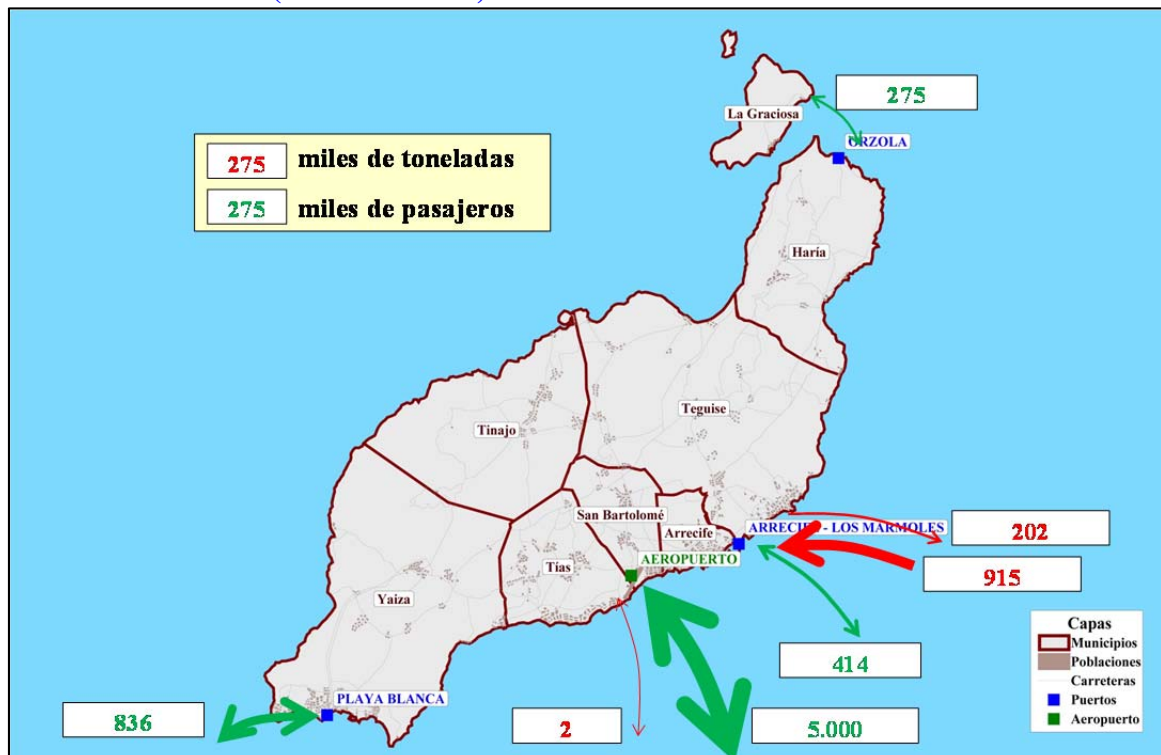 275
La Graciosa
ORZOLA
275 miles de toneladas
275 miles de pasajeros
Haría
Teguise
Tinajo
San Bartolomé
Arrecife
ARRECIFE - LOS MARMOLES
202
915
AEROPUERTO
Tías
Yaiza
414
PLAYA BLANCA
836
2
5.000
Capas
Municipios
Poblaciones
Carreteras
Puertos
Aeropuerto